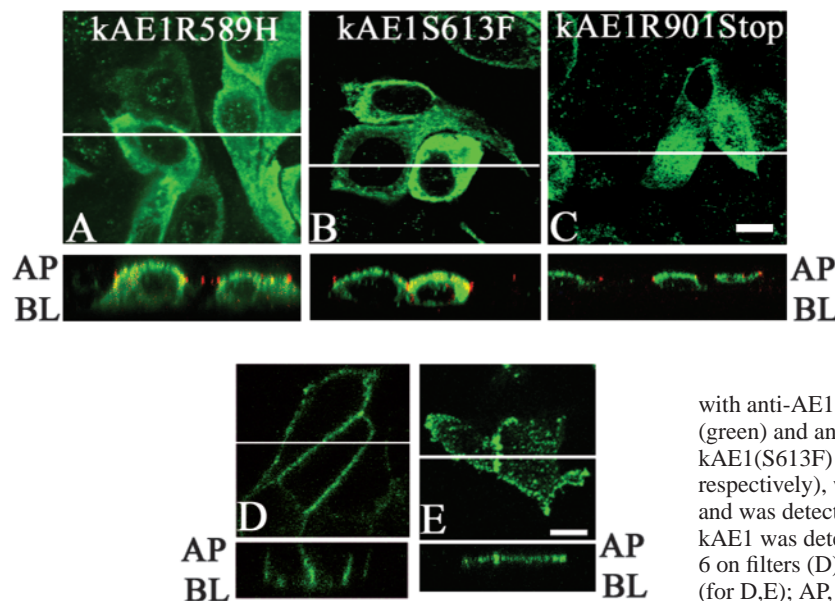 kAE1R589H kAE1S613F kAE1R901Stop
A B C
AP AP
BL BL
D E
AP AP
BL BL
with anti-AE1
(green) and an
kAE1(S613F)
respectively), 
and was detect
kAE1 was dete
6 on filters (D)
(for D,E); AP,